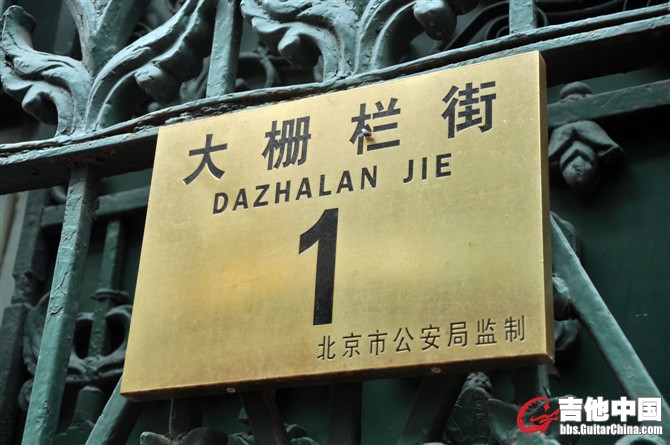 大栅栏街
DAZHALAN JIE
1
北京市公安局监制
吉他中国
bbs.GuitarChina.com